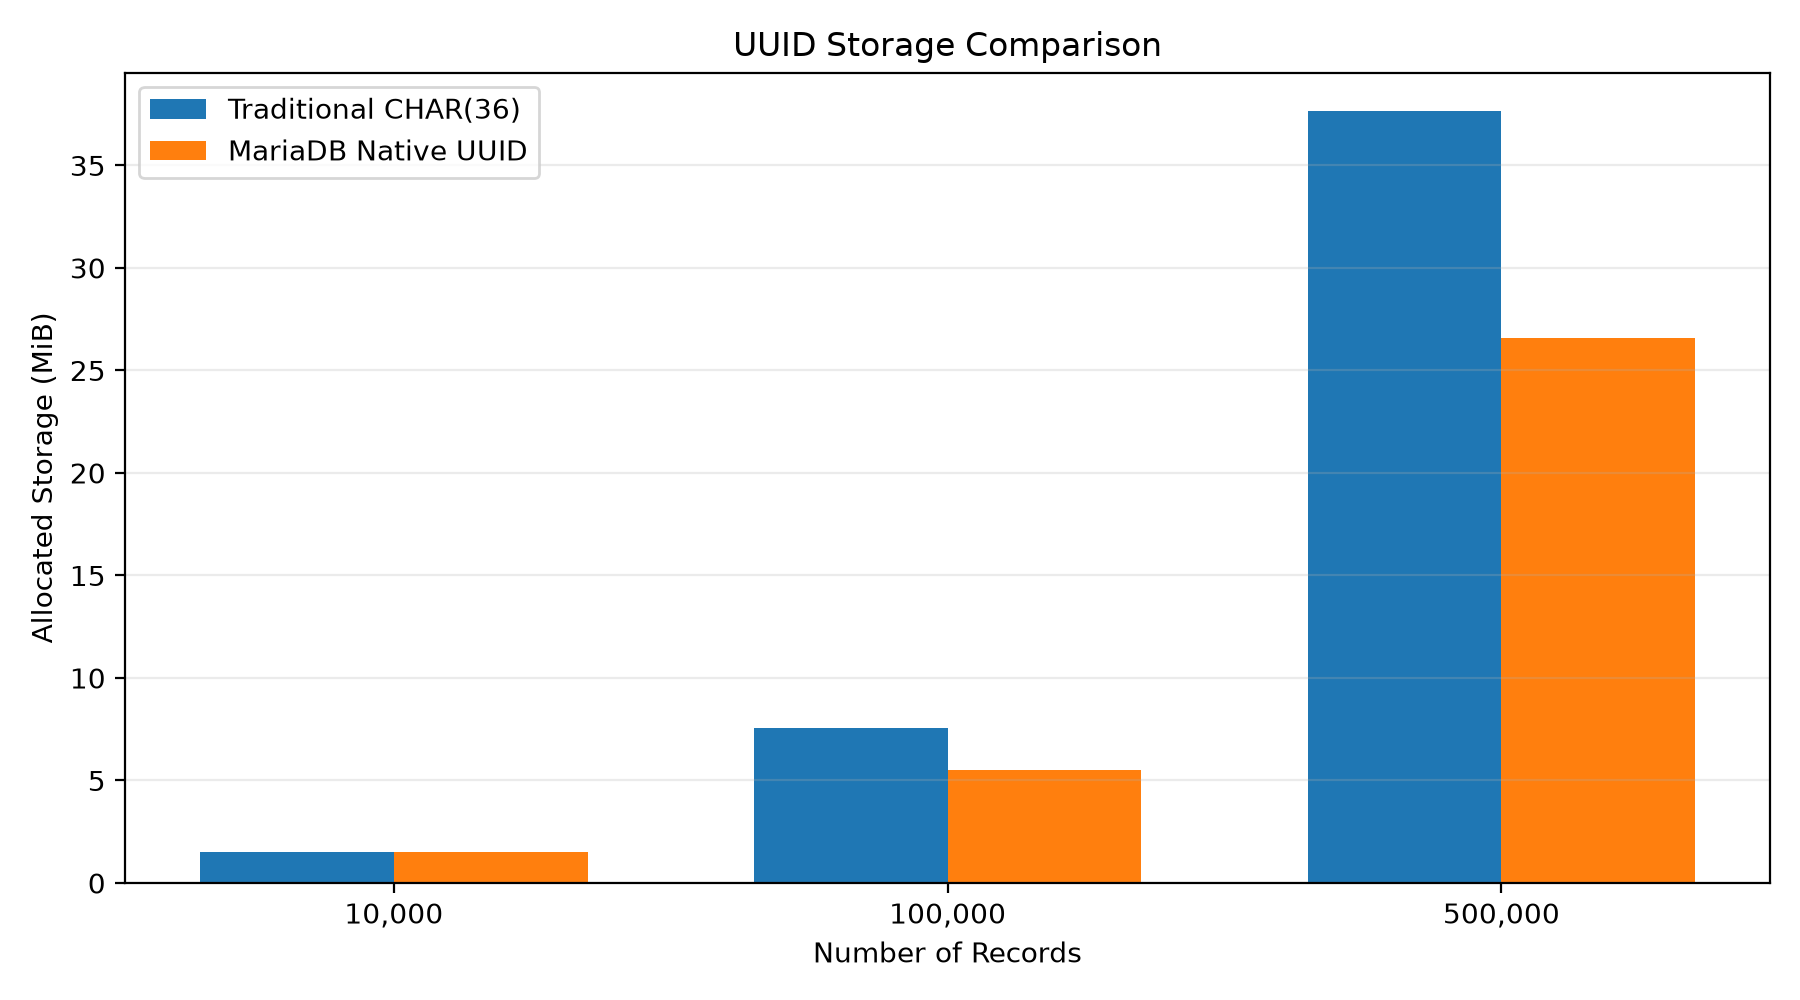 UUID Storage Comparison
Traditional CHAR(36)
MariaDB Native UUID
Allocated Storage (MiB)
35
30
25
20
15
10
5
0
10,000
100,000
500,000
Number of Records